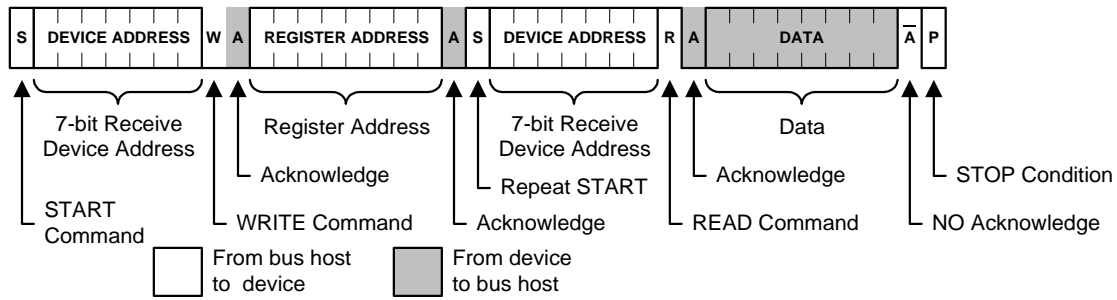 S DEVICE ADDRESS W A REGISTER ADDRESS A S DEVICE ADDRESS R A DATA A̅ P
7-bit Receive
Device Address
Register Address
7-bit Receive
Device Address
Data
Acknowledge
Repeat START
Acknowledge
STOP Condition
START
Command
WRITE Command
Acknowledge
READ Command
NO Acknowledge
From bus host
to device
From device
to bus host